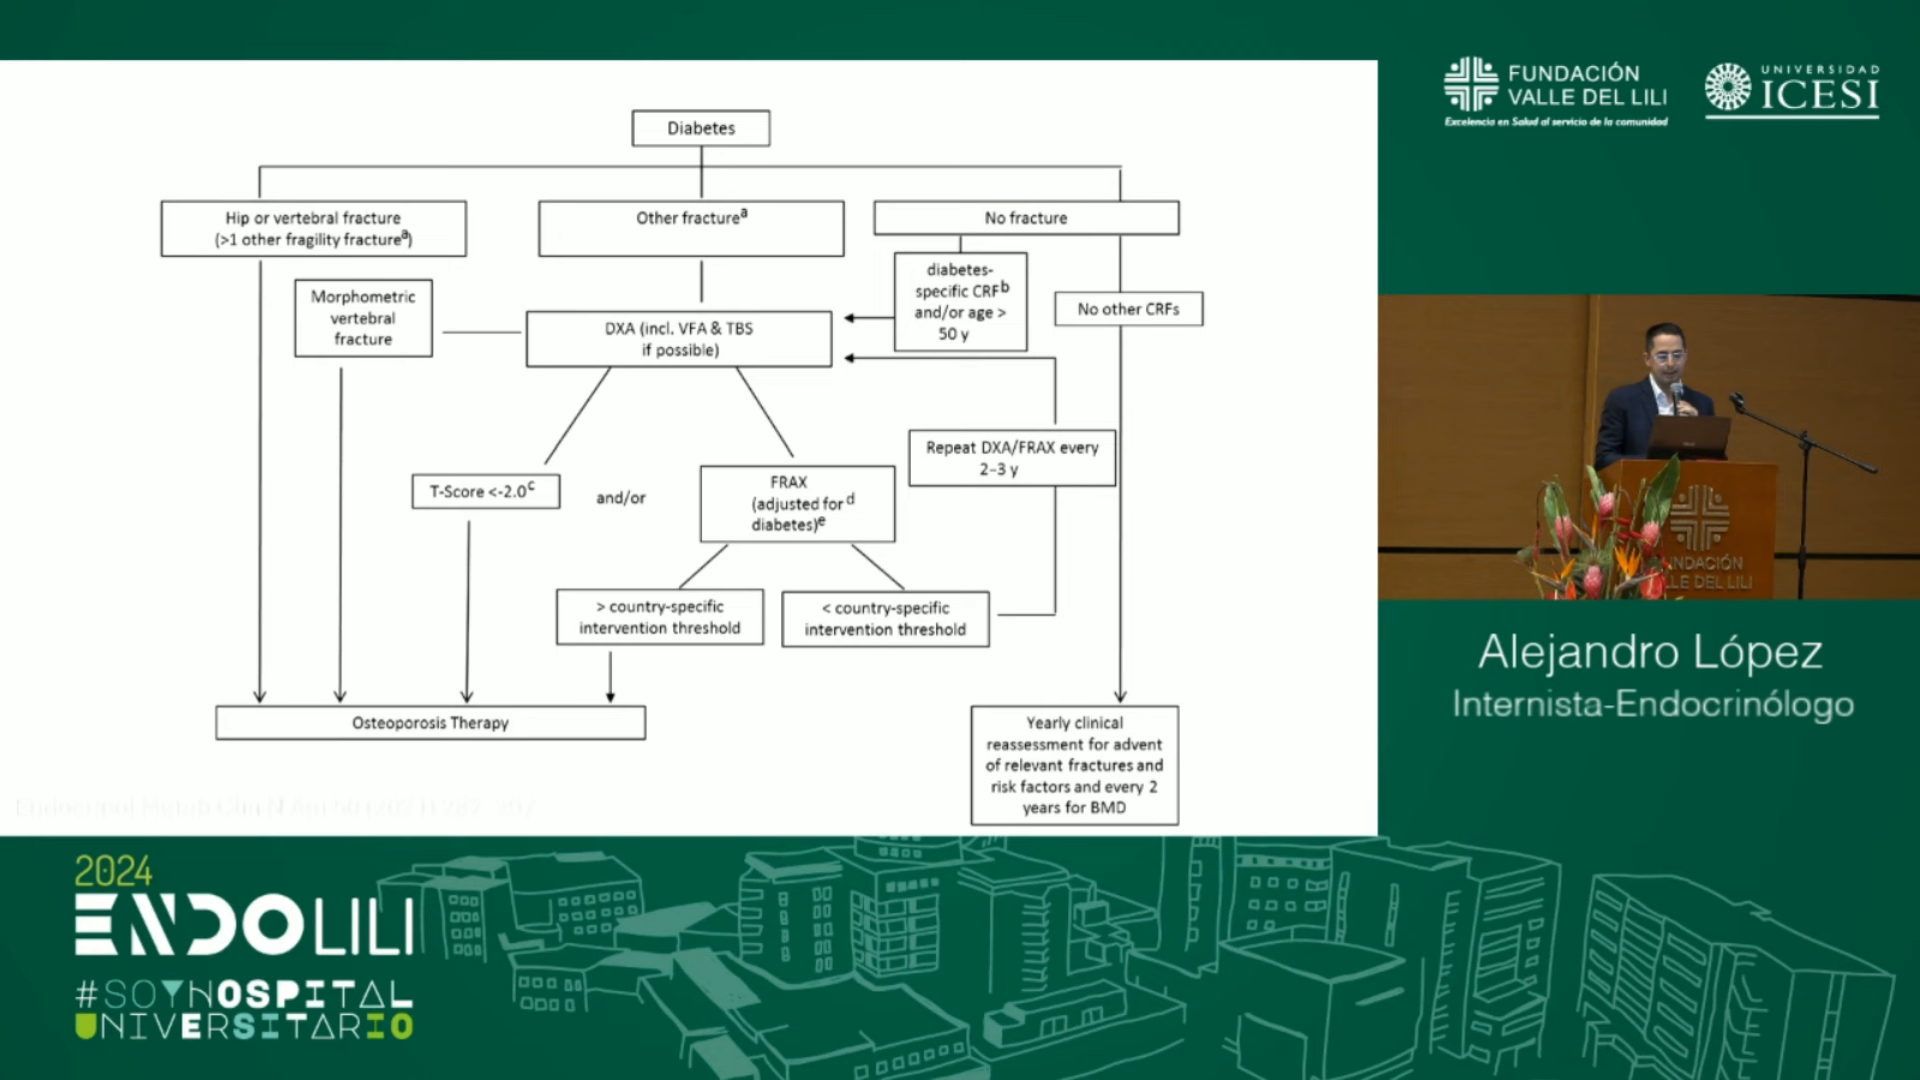 Diabetes
Hip or vertebral fracture
(>1 other fragility fractureª)
Other fractureª
No fracture
Morphometric
vertebral
fracture
DXA (incl. VFA & TBS
if possible)
diabetes-
specific CRFᵇ
and/or age >
50 y
No other CRFs
Repeat DXA/FRAX every
2–3 y
T-Score <-2.0ᶜ
and/or
FRAX
(adjusted forᵈ
diabetes)ᵉ
> country-specific
intervention threshold
< country-specific
intervention threshold
Osteoporosis Therapy
Yearly clinical
reassessment for advent
of relevant fractures and
risk factors and every 2
years for BMD
FUNDACIÓN
VALLE DEL LILI
Excelencia en Salud al servicio de la comunidad
UNIVERSIDAD
ICESI
FUNDACIÓN
LLE DEL LILI
Alejandro López
Internista-Endocrinólogo
2024
ENDOLILI
#SOYHOSPITAL
UNIVERSITARIO